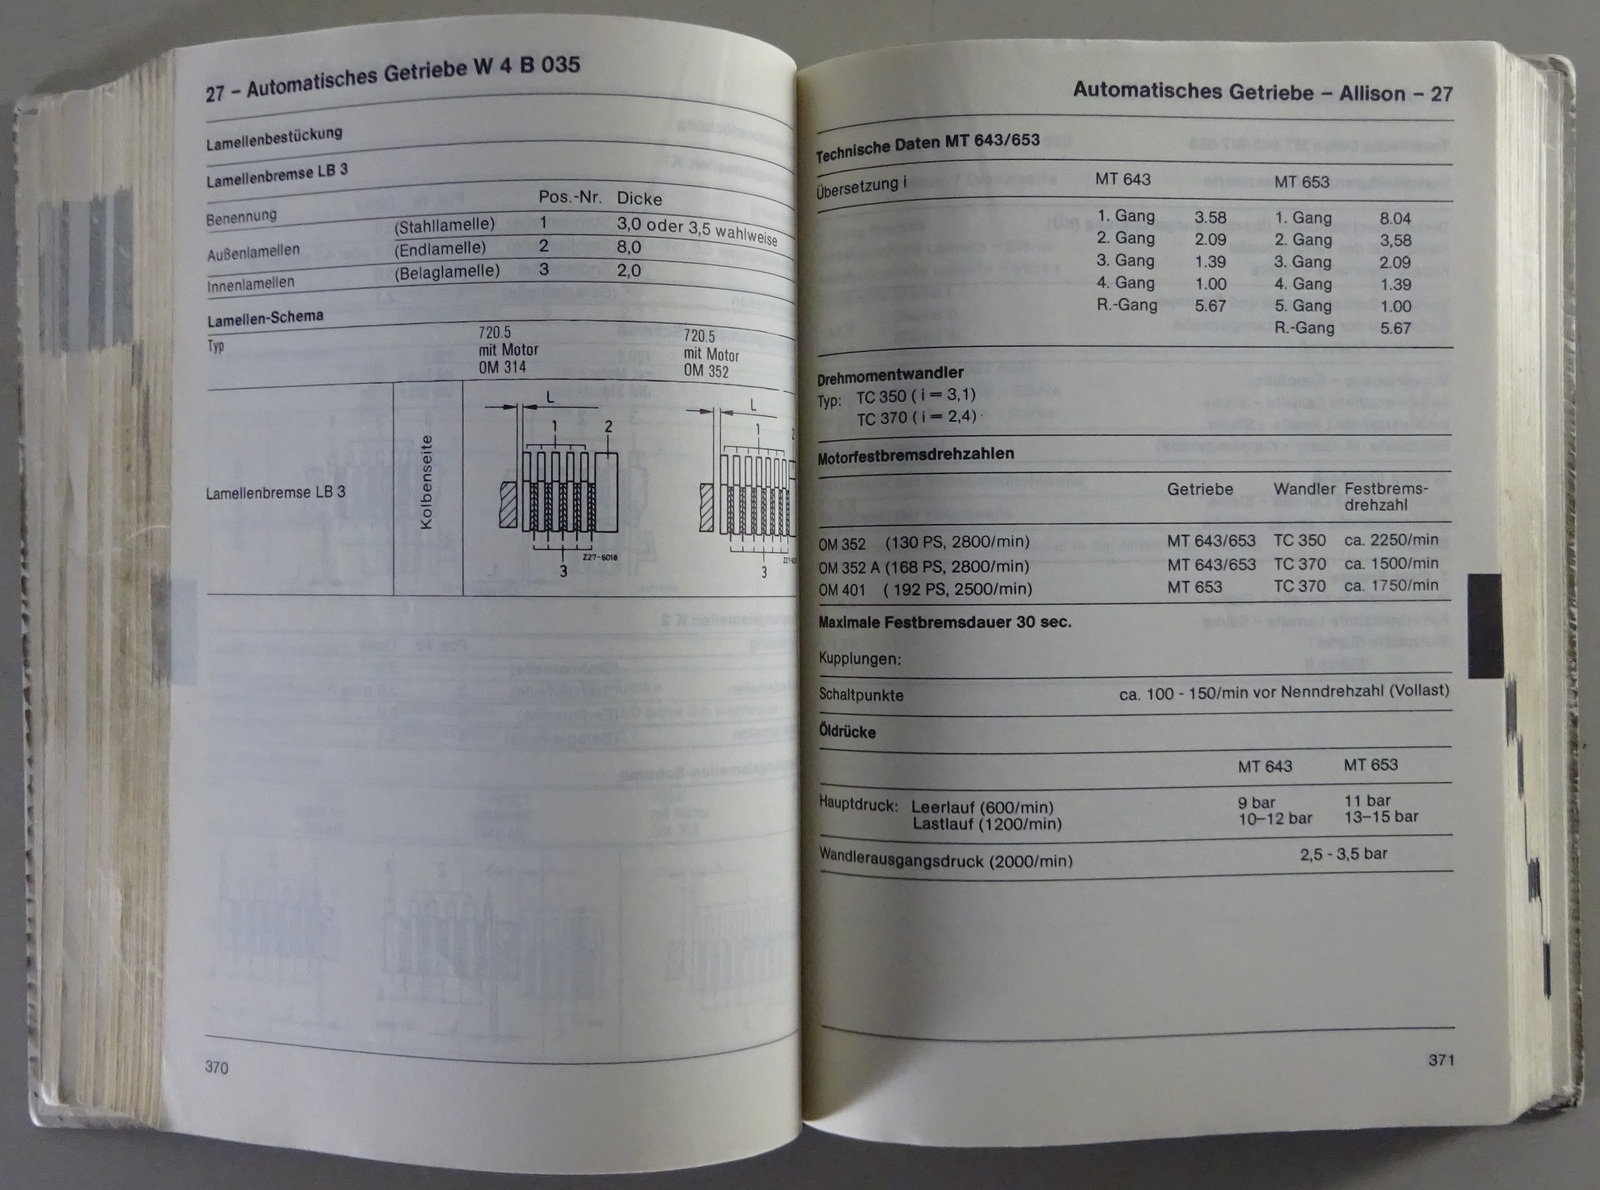 27 – Automatisches Getriebe W 4 B 035
Lamellenbestückung
Lamellenbremse LB 3
Benennung Pos.-Nr. Dicke
Außenlamellen (Stahllamelle) 1 3,0 oder 3,5 wahlweise
(Endlamelle) 2 8,0
Innenlamellen (Belaglamelle) 3 2,0
Lamellen-Schema
Typ 720.5 720.5
mit Motor mit Motor
OM 314 OM 352
Lamellenbremse LB 3
Kolbenseite
L
1 2
3
Z27-6018
L
1 2
3
370
Automatisches Getriebe – Allison – 27
Technische Daten MT 643/653
Übersetzung i MT 643 MT 653
1. Gang 3.58 1. Gang 8.04
2. Gang 2.09 2. Gang 3,58
3. Gang 1.39 3. Gang 2.09
4. Gang 1.00 4. Gang 1.39
R.-Gang 5.67 5. Gang 1.00
R.-Gang 5.67
Drehmomentwandler
Typ: TC 350 ( i = 3,1)
TC 370 ( i = 2,4)
Motorfestbremsdrehzahlen
Getriebe Wandler Festbrems-
drehzahl
OM 352 (130 PS, 2800/min) MT 643/653 TC 350 ca. 2250/min
OM 352 A (168 PS, 2800/min) MT 643/653 TC 370 ca. 1500/min
OM 401 ( 192 PS, 2500/min) MT 653 TC 370 ca. 1750/min
Maximale Festbremsdauer 30 sec.
Kupplungen:
Schaltpunkte ca. 100 - 150/min vor Nenndrehzahl (Vollast)
Öldrücke
MT 643 MT 653
Hauptdruck: Leerlauf (600/min) 9 bar 11 bar
Lastlauf (1200/min) 10–12 bar 13–15 bar
Wandlerausgangsdruck (2000/min) 2,5 - 3,5 bar
371